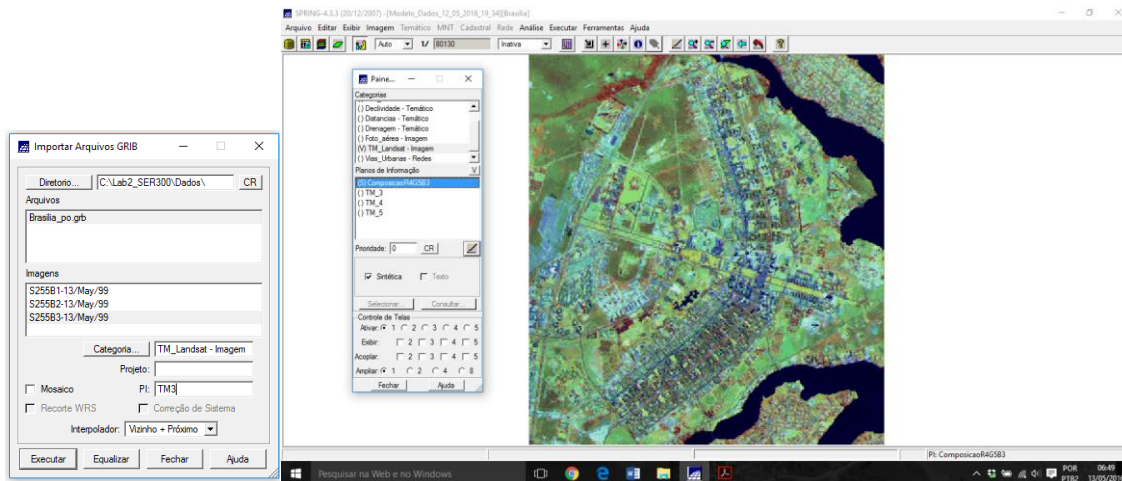 Importar Arquivos GRIB
Diretorio... C:\Lab2_SER300\Dados\ CR
Arquivos
Brasilia_po.grb
Imagens
S255B1-13/May/99
S255B2-13/May/99
S255B3-13/May/99
Categoria... TM_Landsat - Imagem
Projeto:
Mosaico PI: TM3
Recorte WRS Correção de Sistema
Interpolador: Vizinho + Próximo
Executar Equalizar Fechar Ajuda
SPRING-4.3.3 (20/12/2007) -[Modelo_Dados_12_05_2016_19_34][Brasilia]
Arquivo Editar Exibir Imagem Temático MNT Cadastral Rede Análise Executar Ferramentas Ajuda
Auto 1/ 80130 Inativa
Paine...
Categorias
( ) Declividade - Temático
( ) Distancias - Temático
( ) Drenagem - Temático
( ) Foto_aérea - Imagem
(V) TM_Landsat - Imagem
( ) Vias_Urbanas - Redes
Planos de Informação V
(S) ComposicaoR4G5B3
( ) TM_3
( ) TM_4
( ) TM_5
Prioridade: 0 CR
Sintética Texto
Selecionar... Consultar...
Controle de Telas
Ativar: 1 2 3 4 5
Exibir: 2 3 4 5
Acoplar: 2 3 4 5
Ampliar: 1 2 4 8
Fechar Ajuda
PI: ComposicaoR4G5B3
Pesquisar na Web e no Windows
POR 06:49
PTB2 13/05/2016